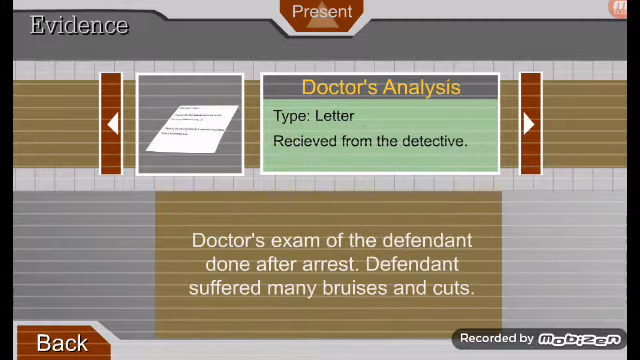 Evidence
Present
Doctor's Analysis
Type: Letter
Recieved from the detective.
Doctor's exam of the defendant
done after arrest. Defendant
suffered many bruises and cuts.
Back
Recorded by MOBIZEN